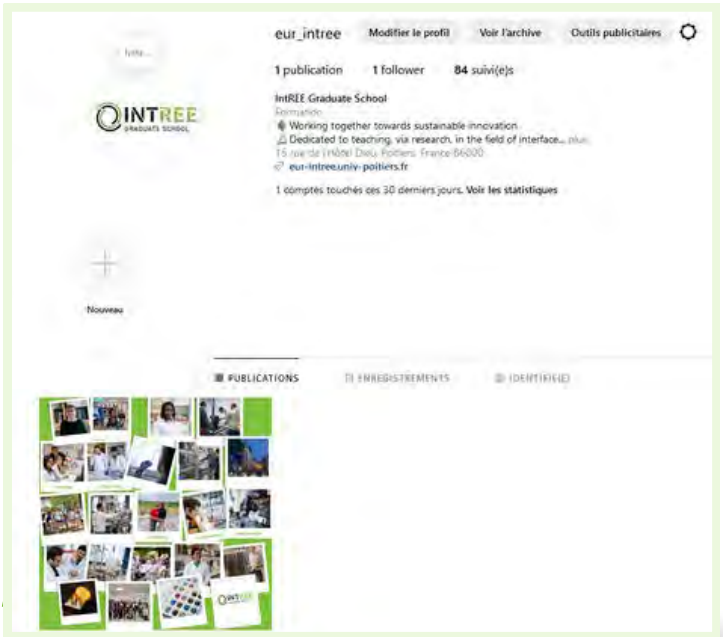 eur_intree Modifier le profil Voir l'archive Outils publicitaires
1 publication 1 follower 84 suivi(e)s
IntREE Graduate School
Formation
Working together towards sustainable innovation
Dedicated to teaching, via research, in the field of interface... plus
15 rue de l'Hôtel Dieu, Poitiers, France 86000
eur-intree.univ-poitiers.fr
1 comptes touchés ces 30 derniers jours. Voir les statistiques
INTREE
GRADUATE SCHOOL
Nouveau
PUBLICATIONS ENREGISTREMENTS IDENTIFIÉ(E)
INTREE